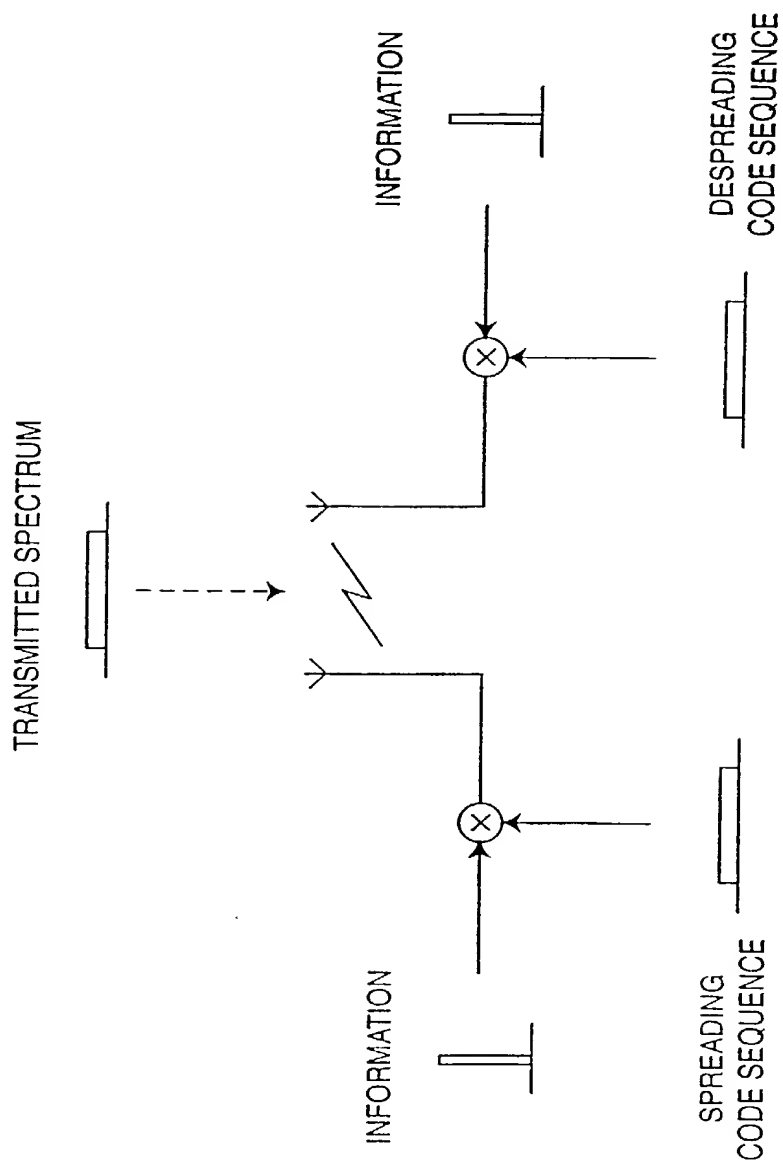 TRANSMITTED SPECTRUM
INFORMATION
INFORMATION
SPREADING
CODE SEQUENCE
DESPREADING
CODE SEQUENCE